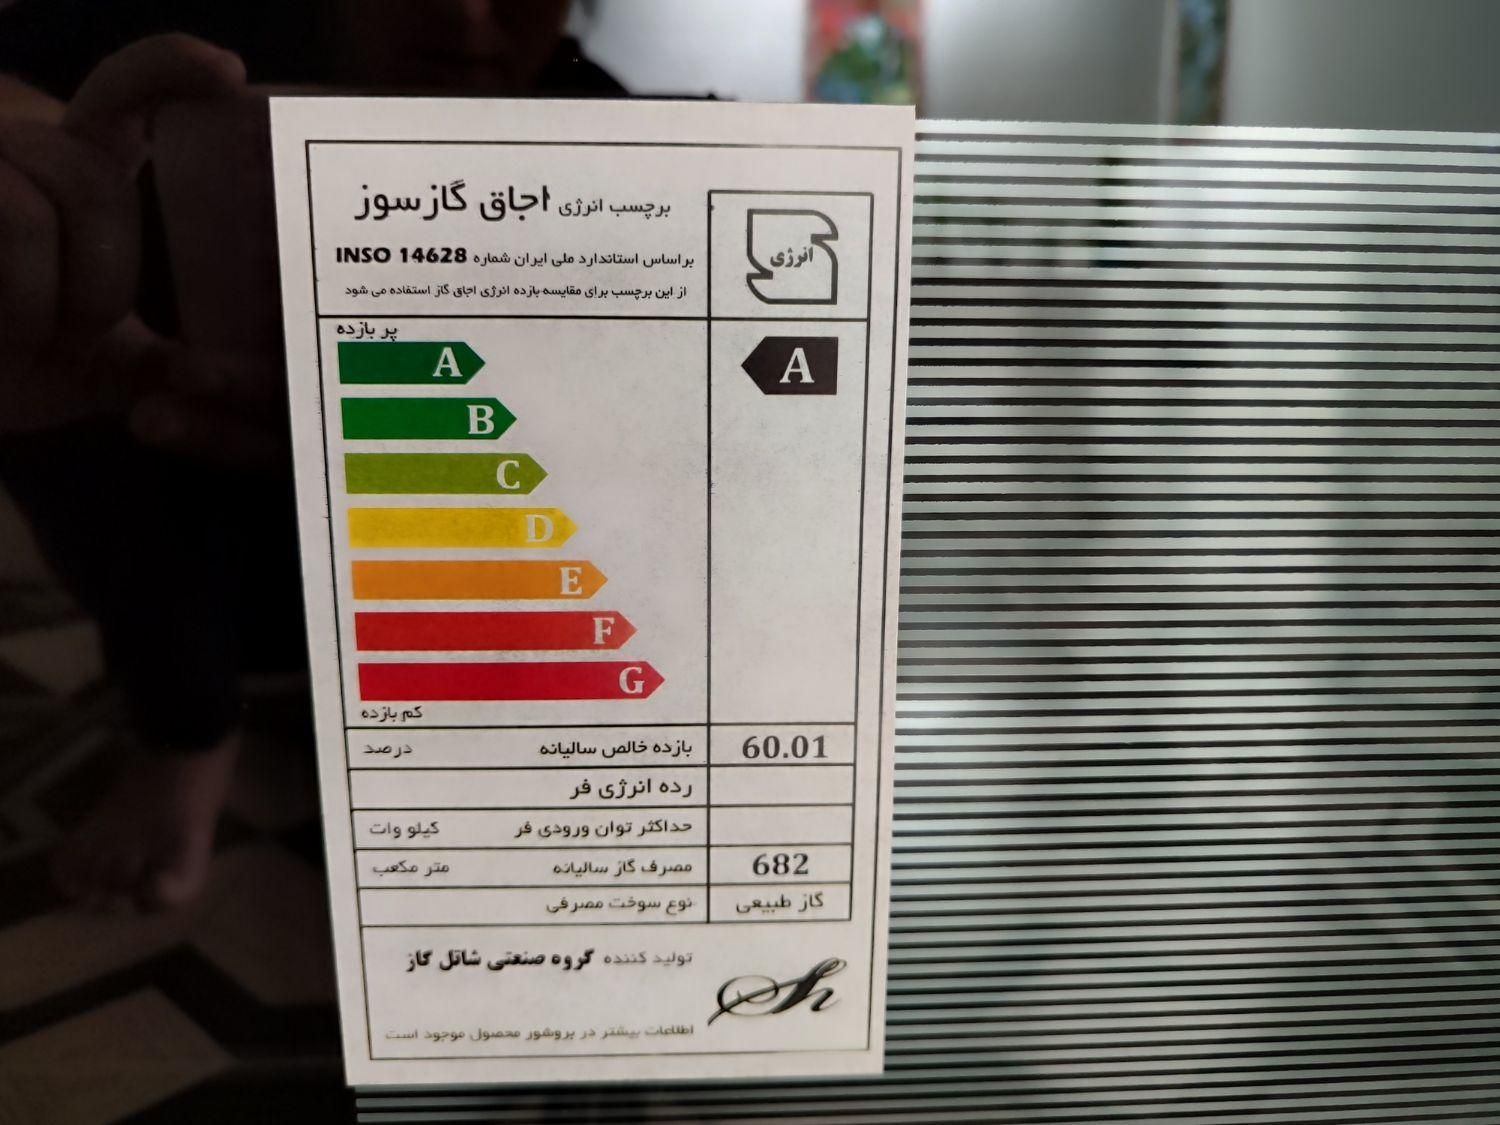 برچسب انرژی اجاق گازسوز
براساس استاندارد ملی ایران شماره INSO 14628
از این برچسب برای مقایسه بازده انرژی اجاق گاز استفاده می شود
انرژی
پر بازده
A
A
B
C
D
E
F
G
کم بازده
بازده خالص سالیانه درصد 60.01
رده انرژی فر
حداکثر توان ورودی فر کیلو وات
مصرف گاز سالیانه متر مکعب 682
نوع سوخت مصرفی گاز طبیعی
تولید کننده گروه صنعتی شاتل گاز
Sh
اطلاعات بیشتر در بروشور محصول موجود است